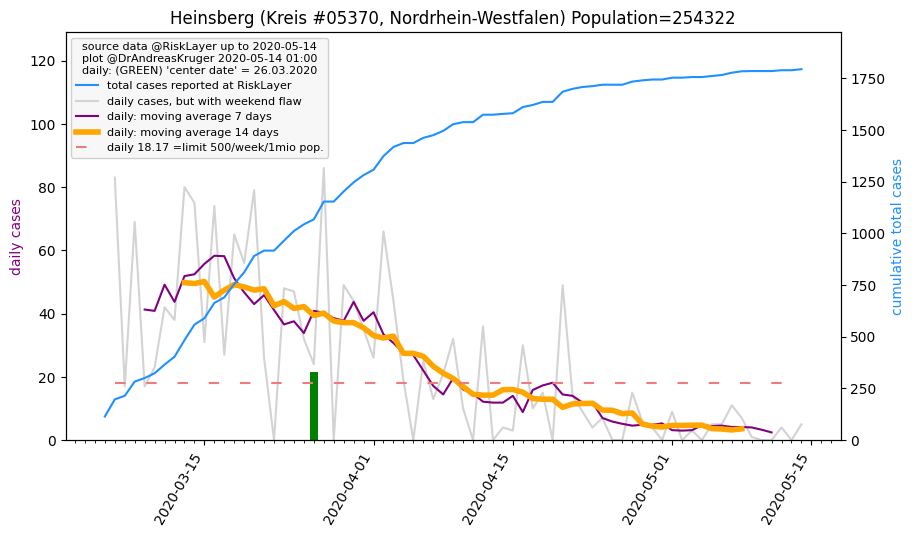 Heinsberg (Kreis #05370, Nordrhein-Westfalen) Population=254322
source data @RiskLayer up to 2020-05-14
plot @DrAndreasKruger 2020-05-14 01:00
daily: (GREEN) 'center date' = 26.03.2020
total cases reported at RiskLayer
daily cases, but with weekend flaw
daily: moving average 7 days
daily: moving average 14 days
daily 18.17 =limit 500/week/1mio pop.
daily cases
120
100
80
60
40
20
0
cumulative total cases
1750
1500
1250
1000
750
500
250
0
2020-03-15
2020-04-01
2020-04-15
2020-05-01
2020-05-15